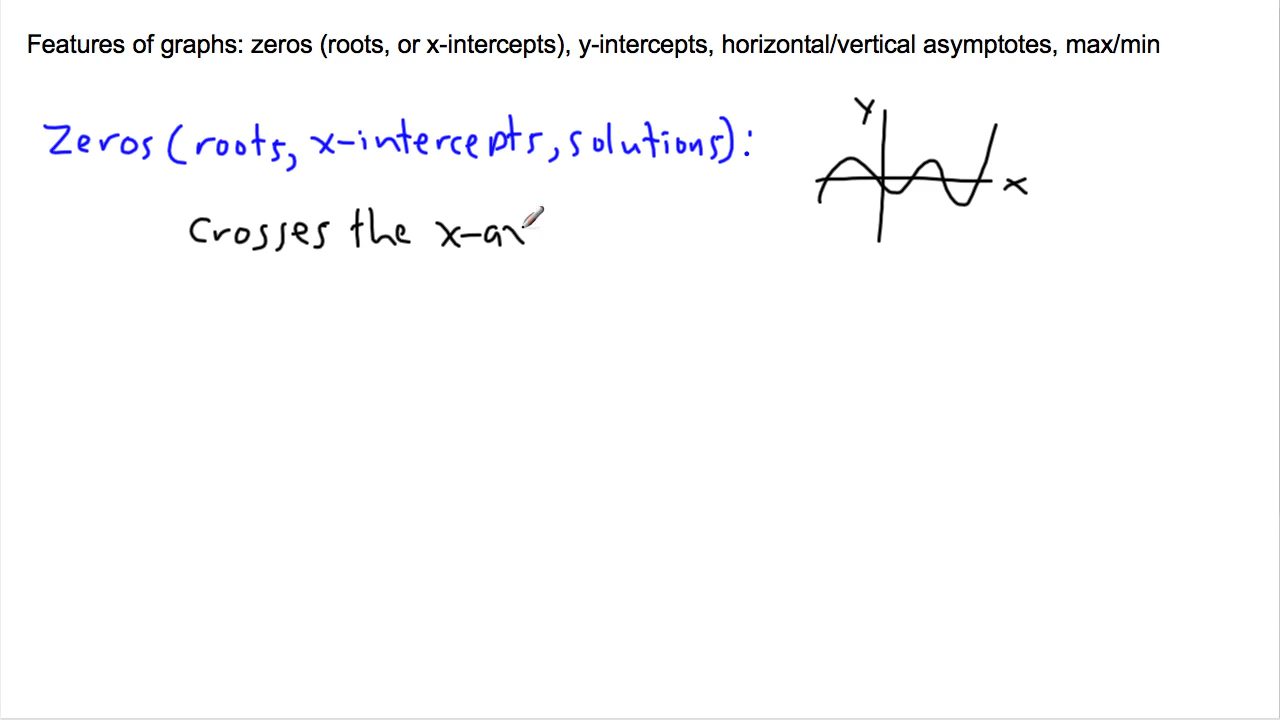 Features of graphs: zeros (roots, or x-intercepts), y-intercepts, horizontal/vertical asymptotes, max/min
Zeros (roots, x-intercepts, solutions):
y
x
Crosses the x-ax